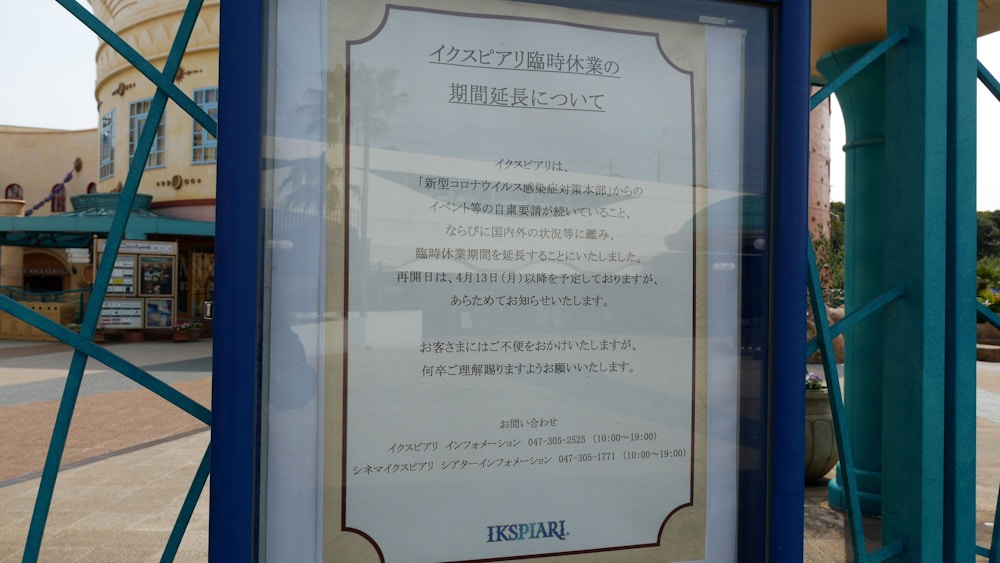 イクスピアリ臨時休業の
期間延長について
イクスピアリは、
「新型コロナウイルス感染症対策本部」からの
イベント等の自粛要請が続いていること、
ならびに国内外の状況等に鑑み、
臨時休業期間を延長することにいたしました。
再開日は、4月13日(月)以降を予定しておりますが、
あらためてお知らせいたします。
お客さまにはご不便をおかけいたしますが、
何卒ご理解賜りますようお願いいたします。
お問い合わせ
イクスピアリ インフォメーション 047-305-2525 (10:00～19:00)
シネマイクスピアリ シアターインフォメーション 047-305-1771 (10:00～19:00)
IKSPIARI.